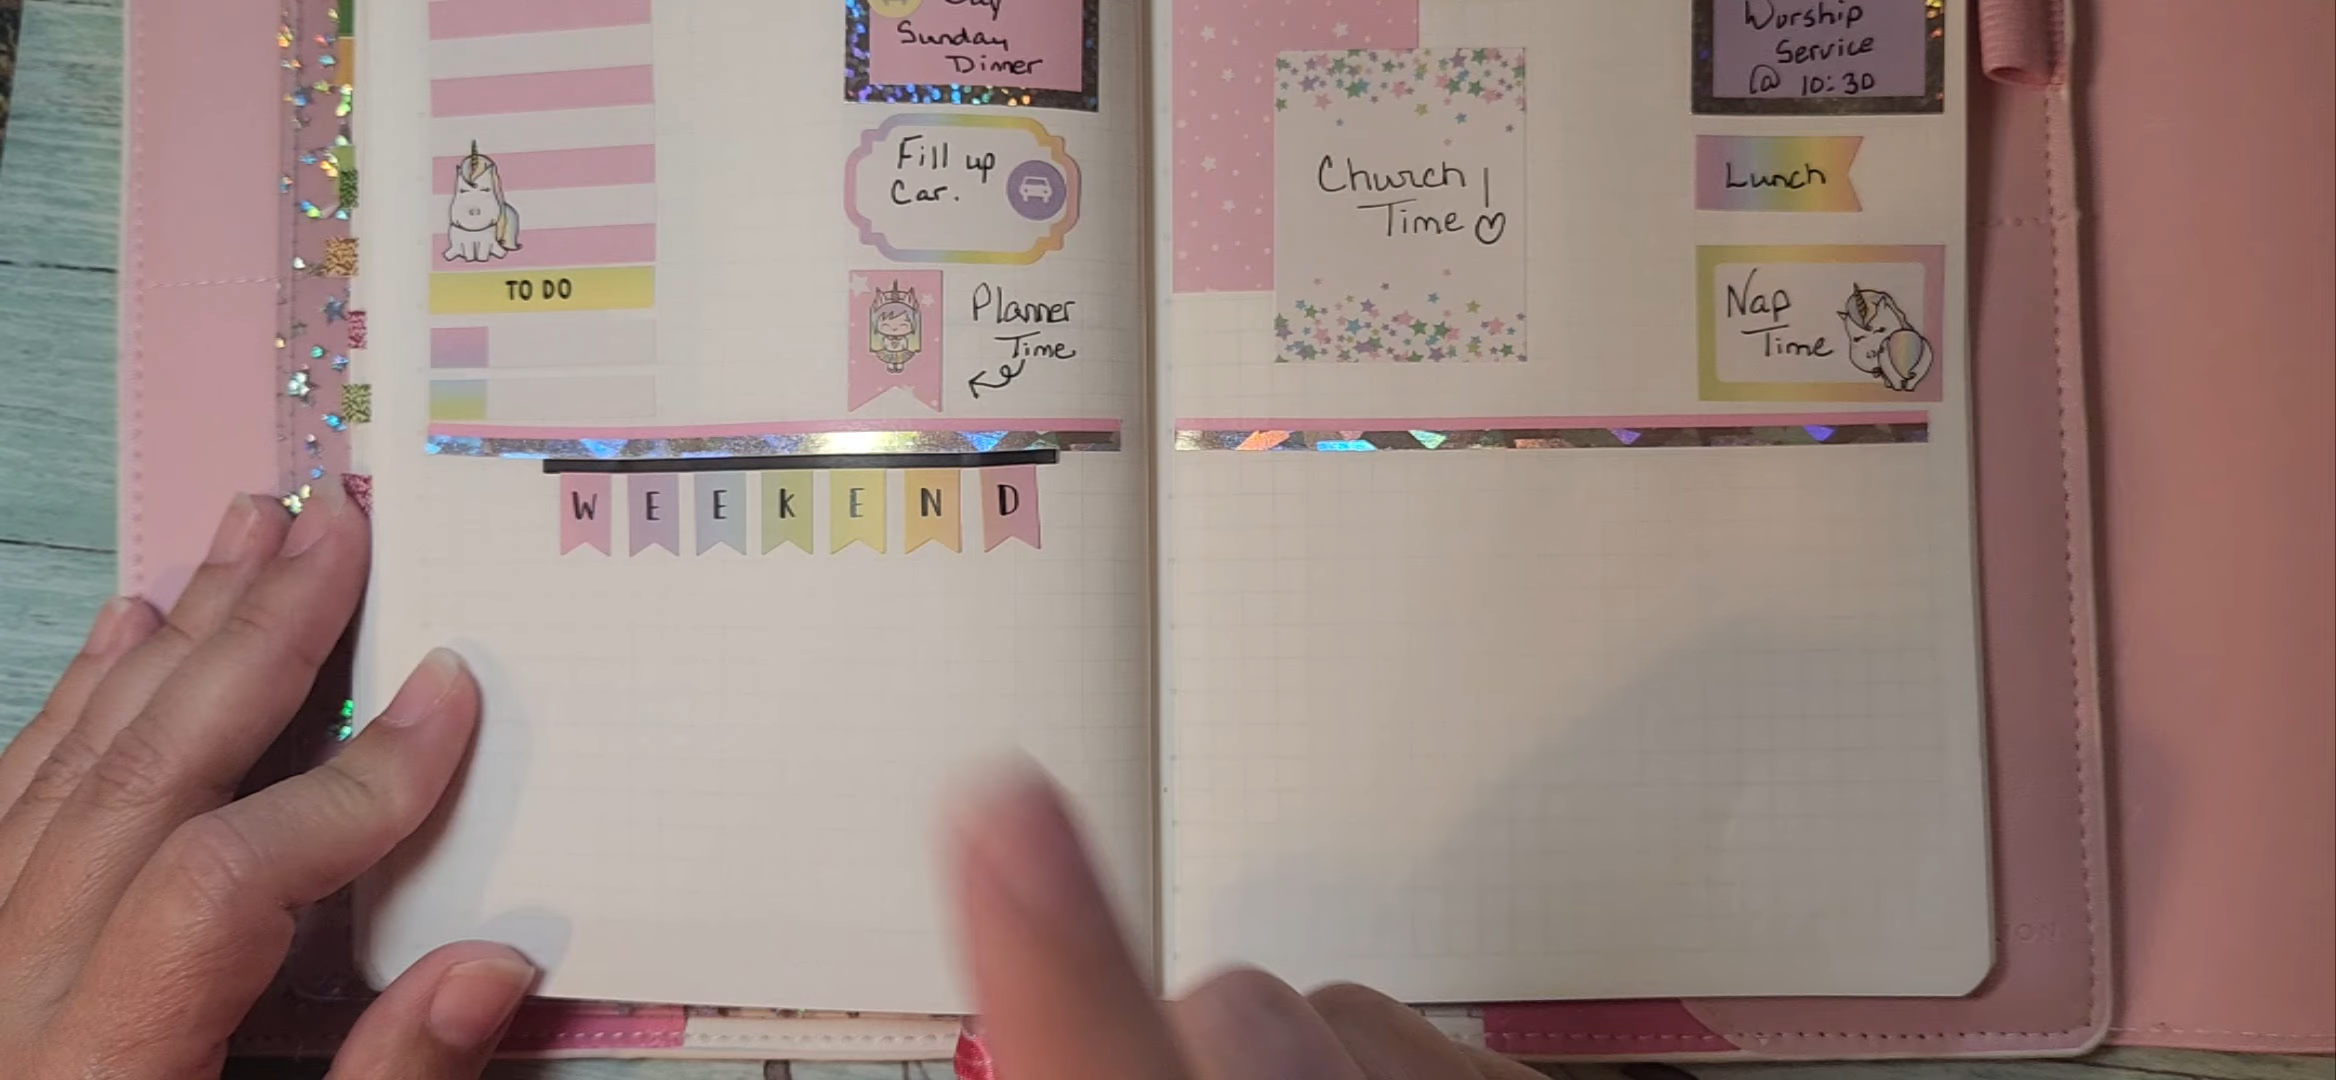 Sunday
Dinner
Fill up
Car.
TO DO
Planner
Time
WEEKEND
Church
Time!
Worship
Service
@ 10:30
Lunch
Nap
Time